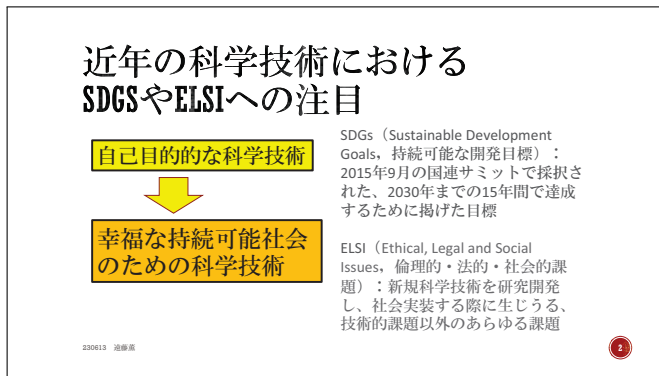 近年の科学技術における
SDGSやELSIへの注目
自己目的的な科学技術
幸福な持続可能社会
のための科学技術
SDGs（Sustainable Development
Goals，持続可能な開発目標）：
2015年9月の国連サミットで採択さ
れた、2030年までの15年間で達成
するために掲げた目標
ELSI（Ethical, Legal and Social
Issues，倫理的・法的・社会的課
題）：新規科学技術を研究開発
し、社会実装する際に生じうる、
技術的課題以外のあらゆる課題
230613 遠藤薫
2